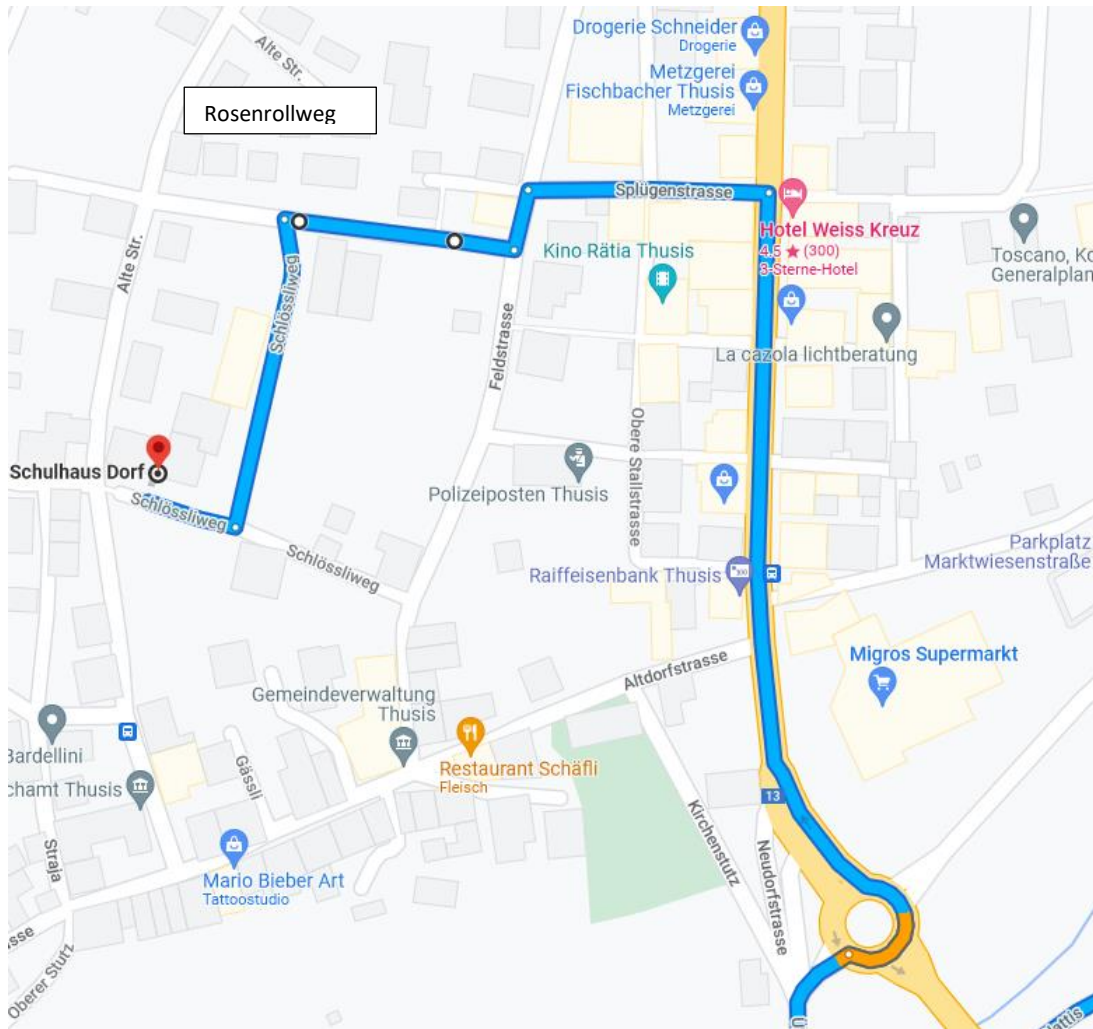 Drogerie Schneider
Drogerie
Alte Str.
Metzgerei
Fischbacher Thusis
Metzgerei
Rosenrollweg
Splügenstrasse
Hotel Weiss Kreuz
4.5 ★ (300)
3-Sterne-Hotel
Alte Str.
Kino Rätia Thusis
Toscano, Ko
Generalplan
Schlössliweg
Feldstrasse
La cazola lichtberatung
Obere Stallstrasse
Schulhaus Dorf
Schlössliweg
Polizeiposten Thusis
Schlössliweg
Parkplatz
Marktwiesenstraße
Raiffeisenbank Thusis
Altdorfstrasse
Migros Supermarkt
Gemeindeverwaltung
Thusis
Bardellini
Gässli
Restaurant Schäfli
Fleisch
chamt Thusis
13
Kirchenstutz
Neudorfstrasse
Straja
Mario Bieber Art
Tattoostudio
sse
Oberer Stutz
attis